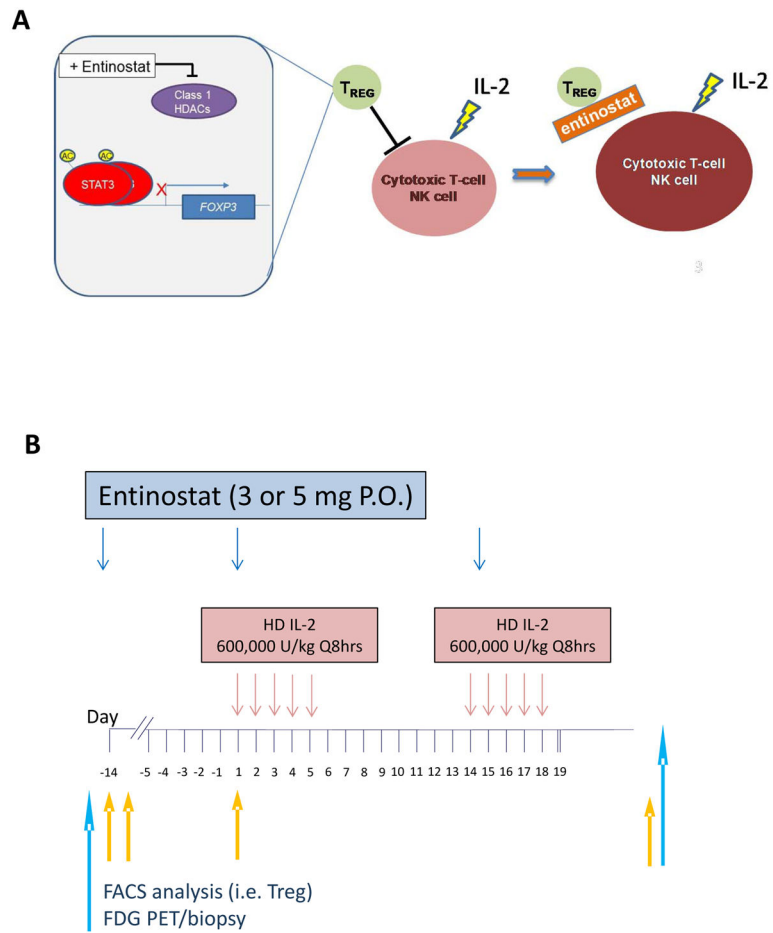 A
+ Entinostat
Class 1
HDACs
AC
AC
STAT3
3
X
FOXP3
TREG
IL-2
Cytotoxic T-cell
NK cell
TREG
entinostat
IL-2
Cytotoxic T-cell
NK cell
3
B
Entinostat (3 or 5 mg P.O.)
HD IL-2
600,000 U/kg Q8hrs
HD IL-2
600,000 U/kg Q8hrs
Day
-14 -5 -4 -3 -2 -1 1 2 3 4 5 6 7 8 9 10 11 12 13 14 15 16 17 18 19
FACS analysis (i.e. Treg)
FDG PET/biopsy